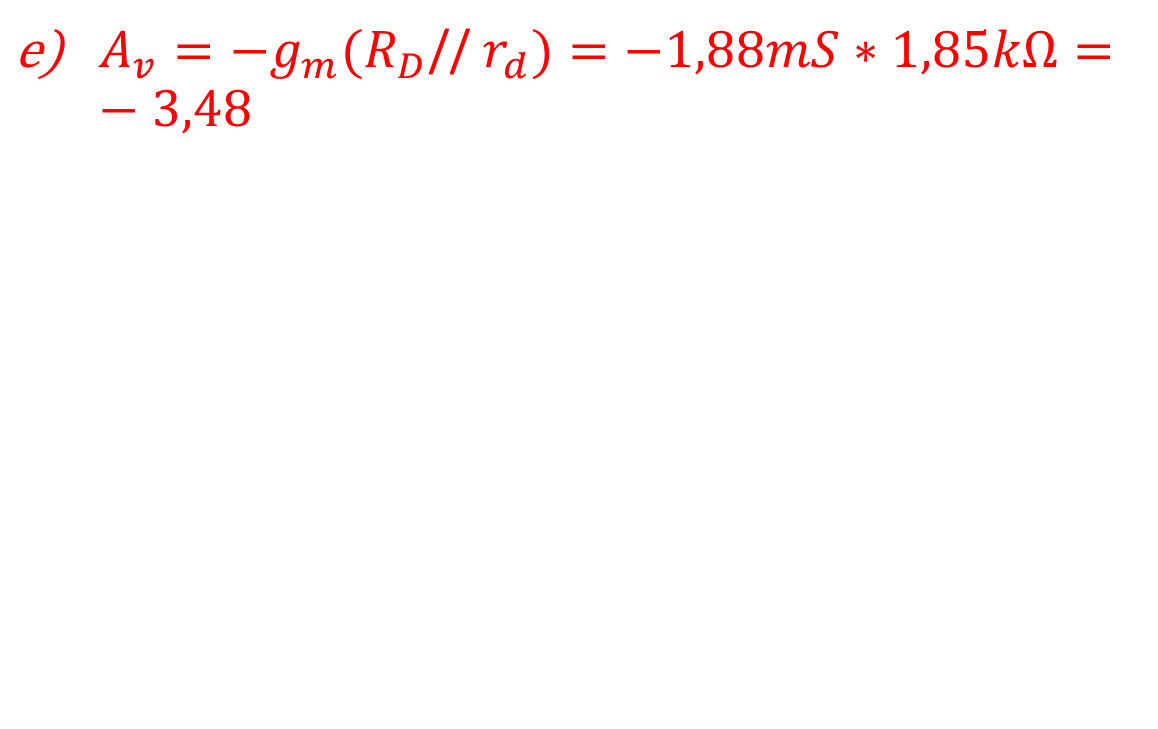 e) A_v = −g_m(R_D// r_d) = −1,88mS ∗ 1,85kΩ =
− 3,48